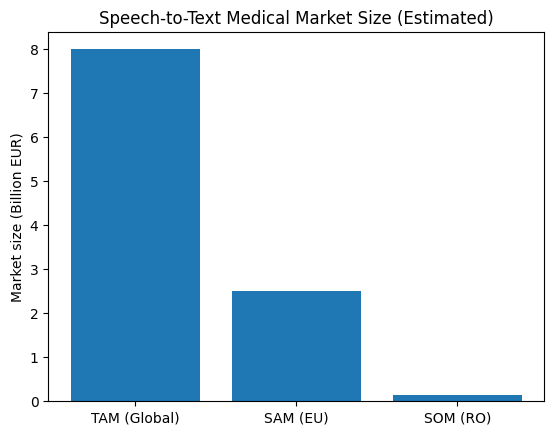 Speech-to-Text Medical Market Size (Estimated)
Market size (Billion EUR)
8
7
6
5
4
3
2
1
0
TAM (Global)
SAM (EU)
SOM (RO)